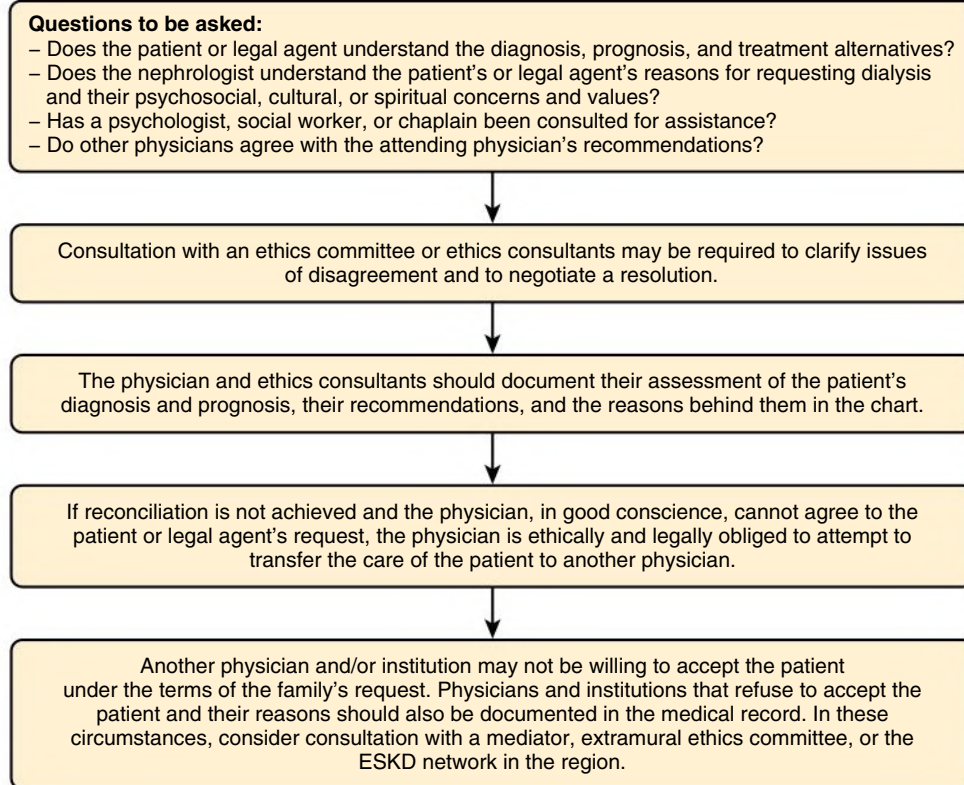 Questions to be asked:
– Does the patient or legal agent understand the diagnosis, prognosis, and treatment alternatives?
– Does the nephrologist understand the patient's or legal agent's reasons for requesting dialysis
and their psychosocial, cultural, or spiritual concerns and values?
– Has a psychologist, social worker, or chaplain been consulted for assistance?
– Do other physicians agree with the attending physician's recommendations?
Consultation with an ethics committee or ethics consultants may be required to clarify issues
of disagreement and to negotiate a resolution.
The physician and ethics consultants should document their assessment of the patient's
diagnosis and prognosis, their recommendations, and the reasons behind them in the chart.
If reconciliation is not achieved and the physician, in good conscience, cannot agree to the
patient or legal agent's request, the physician is ethically and legally obliged to attempt to
transfer the care of the patient to another physician.
Another physician and/or institution may not be willing to accept the patient
under the terms of the family's request. Physicians and institutions that refuse to accept the
patient and their reasons should also be documented in the medical record. In these
circumstances, consider consultation with a mediator, extramural ethics committee, or the
ESKD network in the region.